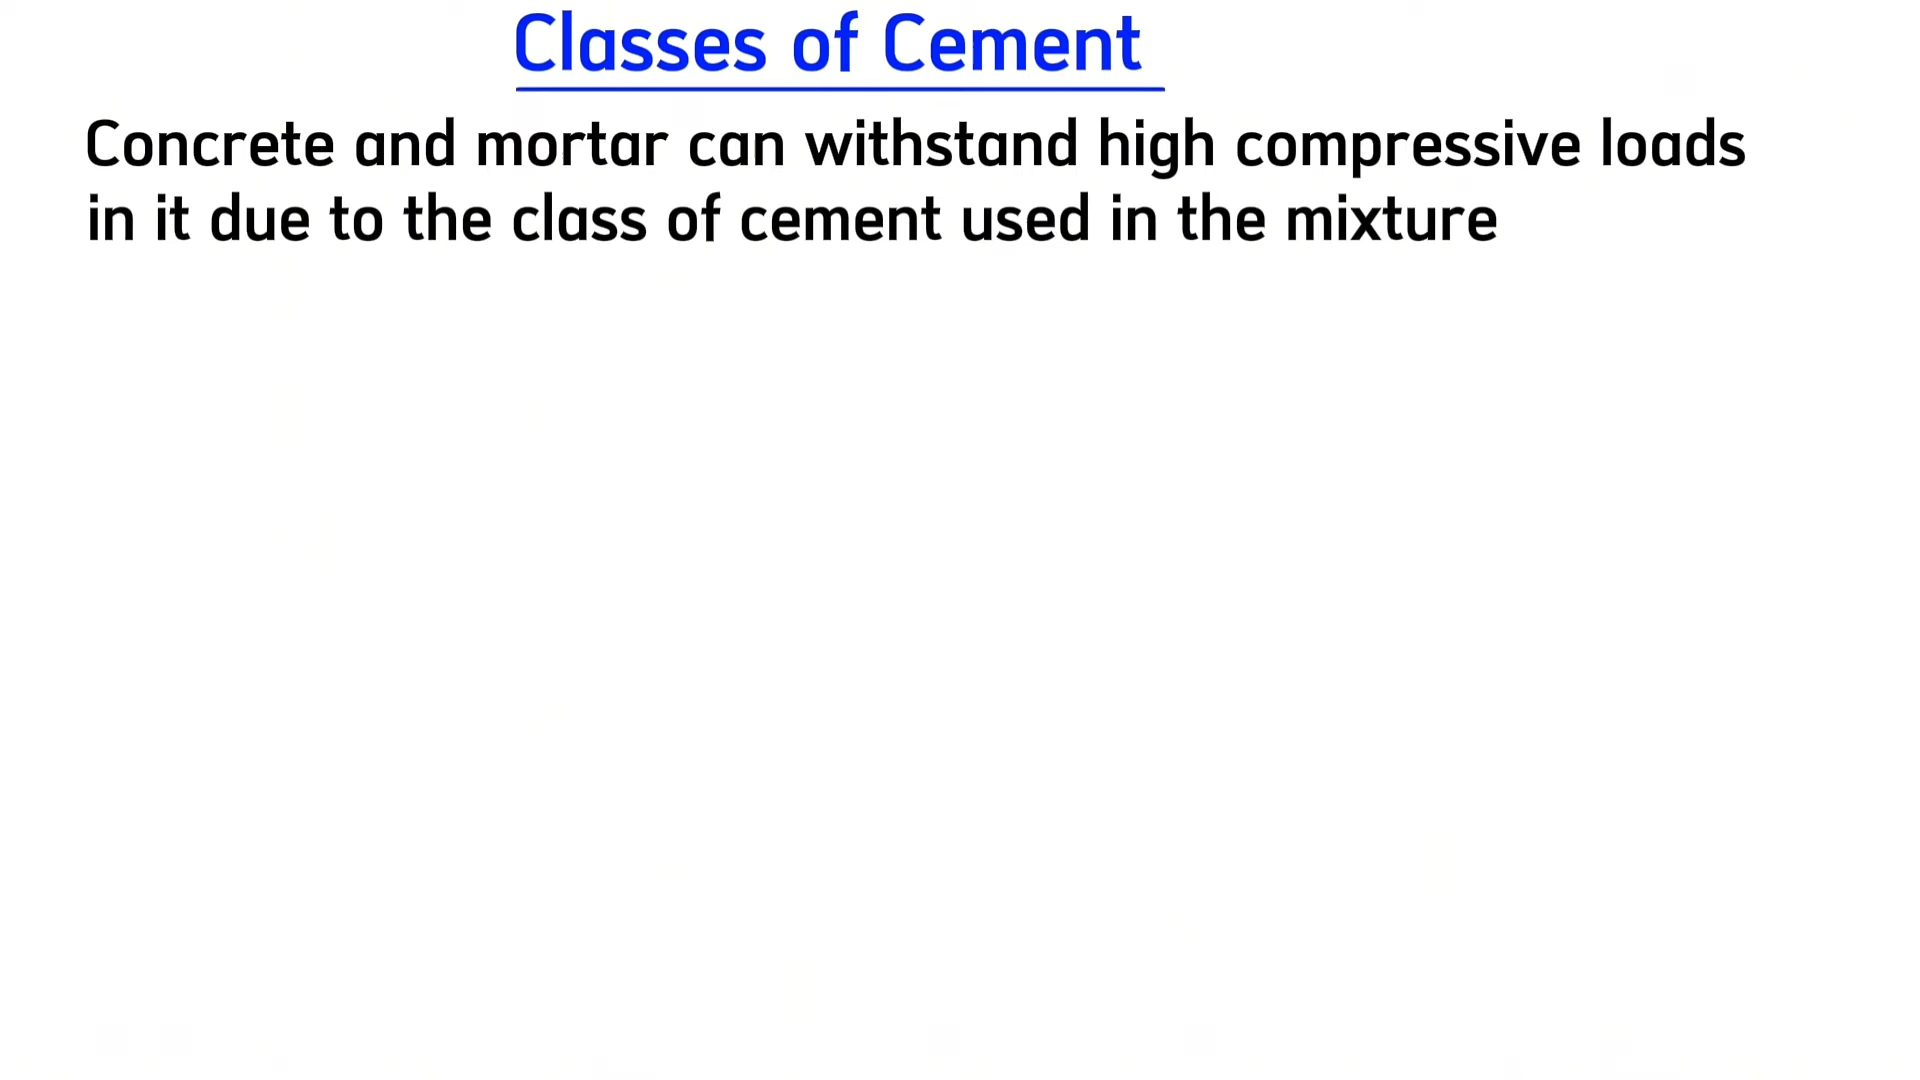 Classes of Cement
Concrete and mortar can withstand high compressive loads
in it due to the class of cement used in the mixture